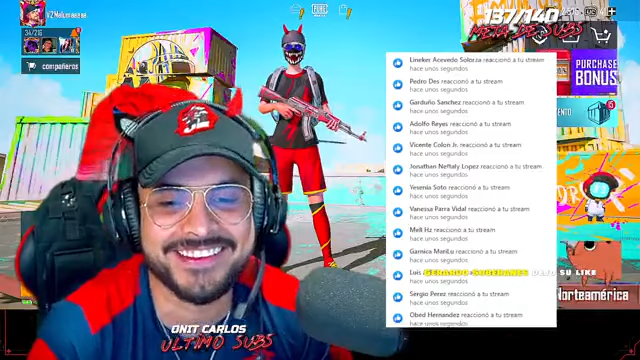 PUBG
137/140
META DE SUBS
34/216
compañeros
PURCHASE
BONUS
Lineker Acevedo Solorza reaccionó a tu stream
hace unos segundos
Pedro Des reaccionó a tu stream
hace unos segundos
Garduño Sanchez reaccionó a tu stream
hace unos segundos
Adolfo Reyes reaccionó a tu stream
hace unos segundos
Vicente Colon Jr. reaccionó a tu stream
hace unos segundos
Jonathan Neftaly Lopez reaccionó a tu stream
hace unos segundos
Yesenia Soto reaccionó a tu stream
hace unos segundos
Vanessa Parra Vidal reaccionó a tu stream
hace unos segundos
Meli Hz reaccionó a tu stream
hace unos segundos
Garnica reaccionó a tu stream
hace unos segundos
Luis
DEJÓ SU LIKE
hace unos segundos
Sergio Perez reaccionó a tu stream
hace unos segundos
Obed Hernandez reaccionó a tu stream
hace unos segundos
Norteamérica
ONIT CARLOS
ULTIMO SUBS